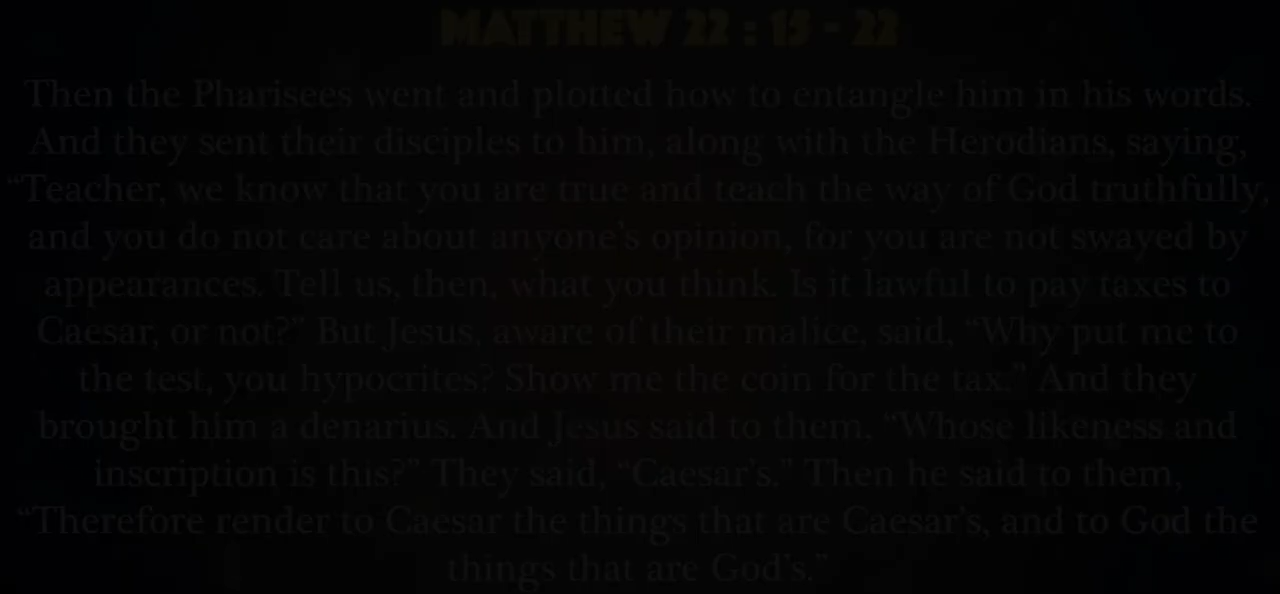 MATTHEW 22 : 15 - 22
Then the Pharisees went and plotted how to entangle him in his words.
And they sent their disciples to him, along with the Herodians, saying,
“Teacher, we know that you are true and teach the way of God truthfully,
and you do not care about anyone’s opinion, for you are not swayed by
appearances. Tell us, then, what you think. Is it lawful to pay taxes to
Caesar, or not?” But Jesus, aware of their malice, said, “Why put me to
the test, you hypocrites? Show me the coin for the tax.” And they
brought him a denarius. And Jesus said to them, “Whose likeness and
inscription is this?” They said, “Caesar’s.” Then he said to them,
“Therefore render to Caesar the things that are Caesar’s, and to God the
things that are God’s.”